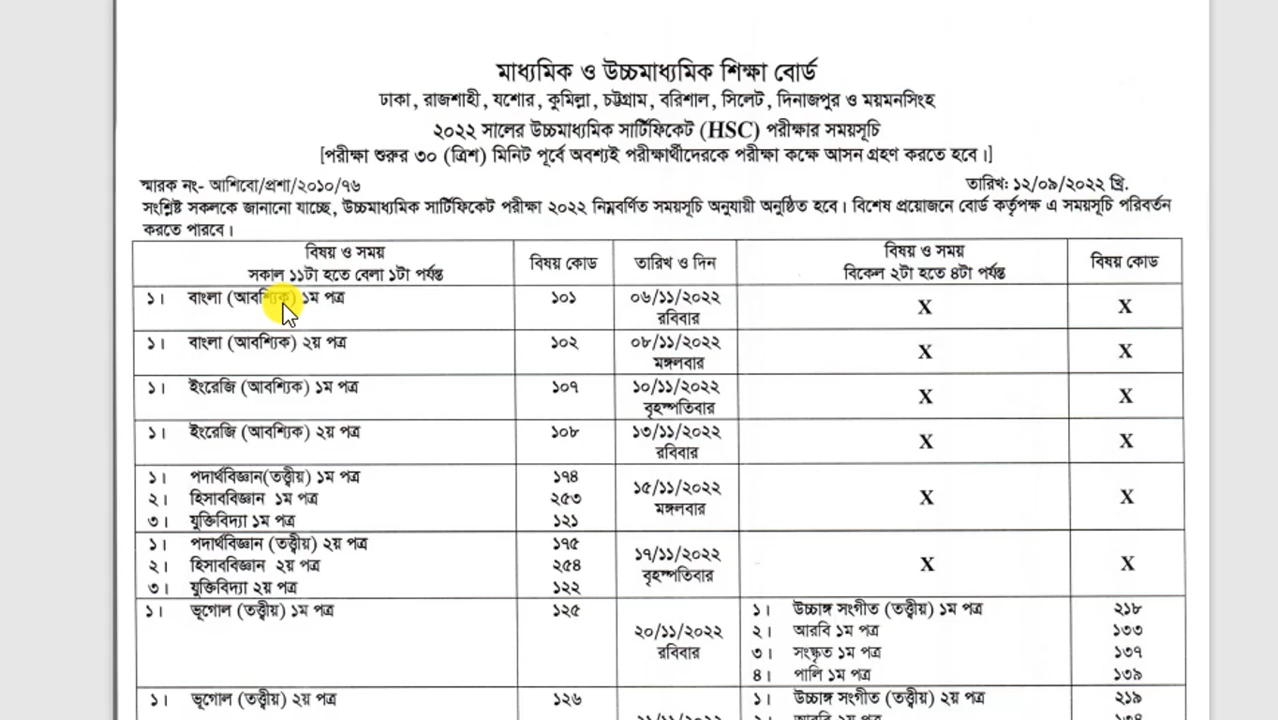 মাধ্যমিক ও উচ্চমাধ্যমিক শিক্ষা বোর্ড
ঢাকা, রাজশাহী, যশোর, কুমিল্লা, চট্টগ্রাম, বরিশাল, সিলেট, দিনাজপুর ও ময়মনসিংহ
২০২২ সালের উচ্চমাধ্যমিক সার্টিফিকেট (HSC) পরীক্ষার সময়সূচি
[পরীক্ষা শুরুর ৩০ (ত্রিশ) মিনিট পূর্বে অবশ্যই পরীক্ষার্থীদেরকে পরীক্ষা কক্ষে আসন গ্রহণ করতে হবে।]
স্মারক নং- আশিবো/প্রশা/২০১০/৭৬ তারিখ: ১২/০৯/২০২২ খ্রি.
সংশ্লিষ্ট সকলকে জানানো যাচ্ছে, উচ্চমাধ্যমিক সার্টিফিকেট পরীক্ষা ২০২২ নিম্নবর্ণিত সময়সূচি অনুযায়ী অনুষ্ঠিত হবে। বিশেষ প্রয়োজনে বোর্ড কর্তৃপক্ষ এ সময়সূচি পরিবর্তন
করতে পারবে।
বিষয় ও সময় বিষয় কোড তারিখ ও দিন বিষয় ও সময় বিষয় কোড
সকাল ১১টা হতে বেলা ১টা পর্যন্ত বিকেল ২টা হতে ৪টা পর্যন্ত
১। বাংলা (আবশ্যিক) ১ম পত্র ১০১ ০৬/১১/২০২২ X X
রবিবার
১। বাংলা (আবশ্যিক) ২য় পত্র ১০২ ০৮/১১/২০২২ X X
মঙ্গলবার
১। ইংরেজি (আবশ্যিক) ১ম পত্র ১০৭ ১০/১১/২০২২ X X
বৃহস্পতিবার
১। ইংরেজি (আবশ্যিক) ২য় পত্র ১০৮ ১৩/১১/২০২২ X X
রবিবার
১। পদার্থবিজ্ঞান(তত্ত্বীয়) ১ম পত্র ১৭৪ ১৫/১১/২০২২
২। হিসাববিজ্ঞান ১ম পত্র ২৫৩ মঙ্গলবার X X
৩। যুক্তিবিদ্যা ১ম পত্র ১২১
১। পদার্থবিজ্ঞান (তত্ত্বীয়) ২য় পত্র ১৭৫ ১৭/১১/২০২২
২। হিসাববিজ্ঞান ২য় পত্র ২৫৪ বৃহস্পতিবার X X
৩। যুক্তিবিদ্যা ২য় পত্র ১২২
১। ভূগোল (তত্ত্বীয়) ১ম পত্র ১২৫ ১। উচ্চাঙ্গ সংগীত (তত্ত্বীয়) ১ম পত্র ২১৮
২০/১১/২০২২ ২। আরবি ১ম পত্র ১৩৩
রবিবার ৩। সংস্কৃত ১ম পত্র ১৩৭
৪। পালি ১ম পত্র ১৩৯
১। ভূগোল (তত্ত্বীয়) ২য় পত্র ১২৬ ১। উচ্চাঙ্গ সংগীত (তত্ত্বীয়) ২য় পত্র ২১৯